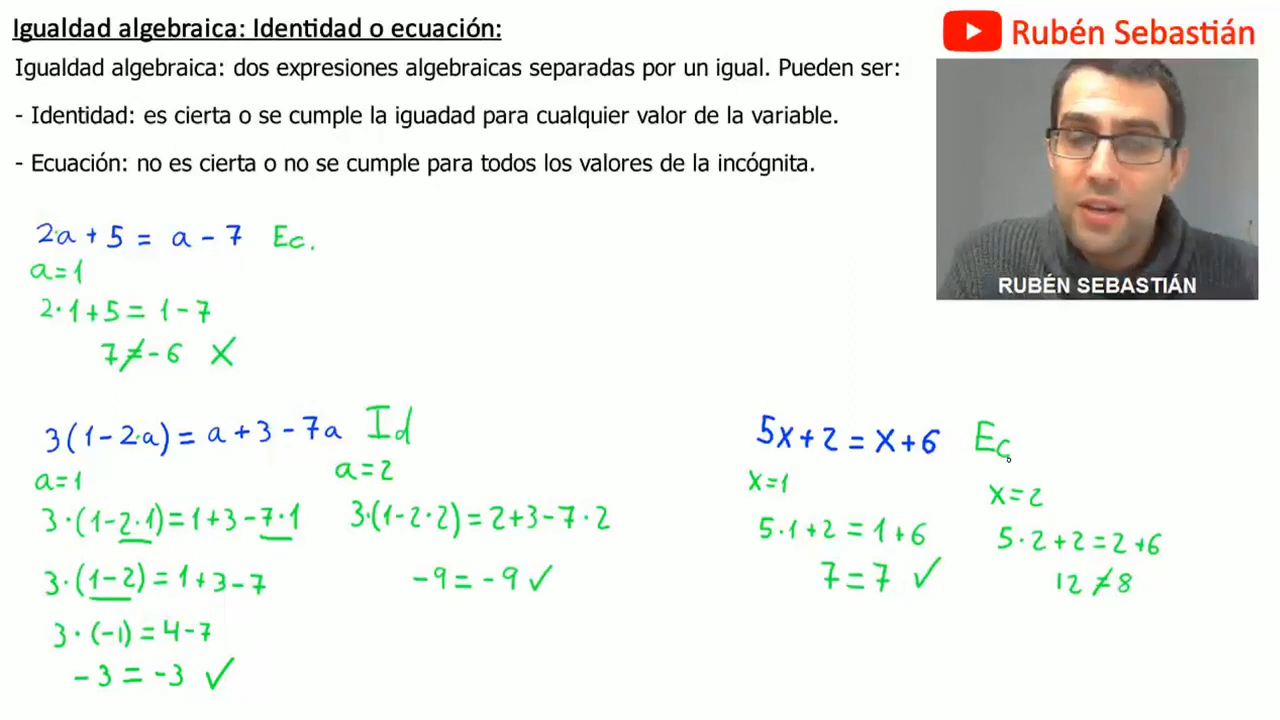 Igualdad algebraica: Identidad o ecuación:
Rubén Sebastián
Igualdad algebraica: dos expresiones algebraicas separadas por un igual. Pueden ser:
- Identidad: es cierta o se cumple la iguadad para cualquier valor de la variable.
- Ecuación: no es cierta o no se cumple para todos los valores de la incógnita.
RUBÉN SEBASTIÁN
2·a + 5 = a - 7 Ec.
a=1
2·1+5 = 1-7
7≠-6 X
3(1-2·a) = a+3-7a Id
a=1
3·(1-2·1)=1+3-7·1
3·(1-2)=1+3-7
3·(-1)=4-7
-3=-3 ✓
a=2
3·(1-2·2)=2+3-7·2
-9=-9 ✓
5x+2=x+6 Ec
x=1
5·1+2=1+6
7=7 ✓
x=2
5·2+2=2+6
12≠8